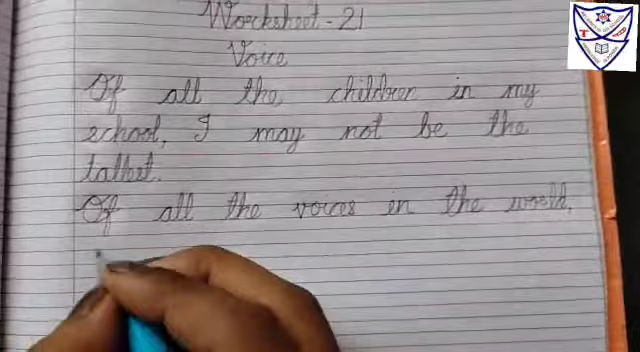 Worksheet - 21
Voice
Of all the children in my
school, I may not be the
tallest.
Of all the voices in the world,